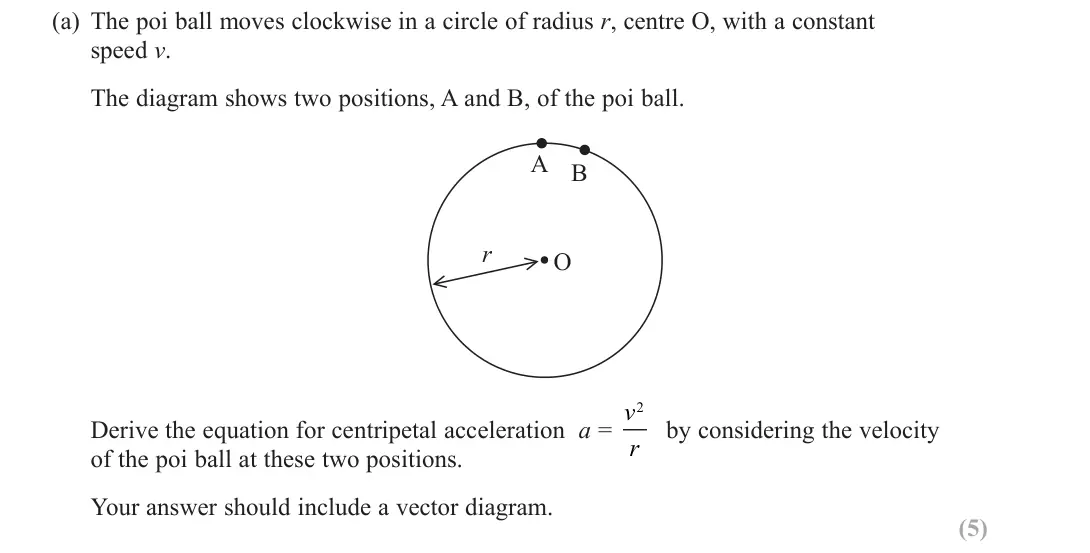 (a) The poi ball moves clockwise in a circle of radius r, centre O, with a constant
speed v.
The diagram shows two positions, A and B, of the poi ball.
A
B
r
O
Derive the equation for centripetal acceleration a = v²/r by considering the velocity
of the poi ball at these two positions.
Your answer should include a vector diagram.
(5)